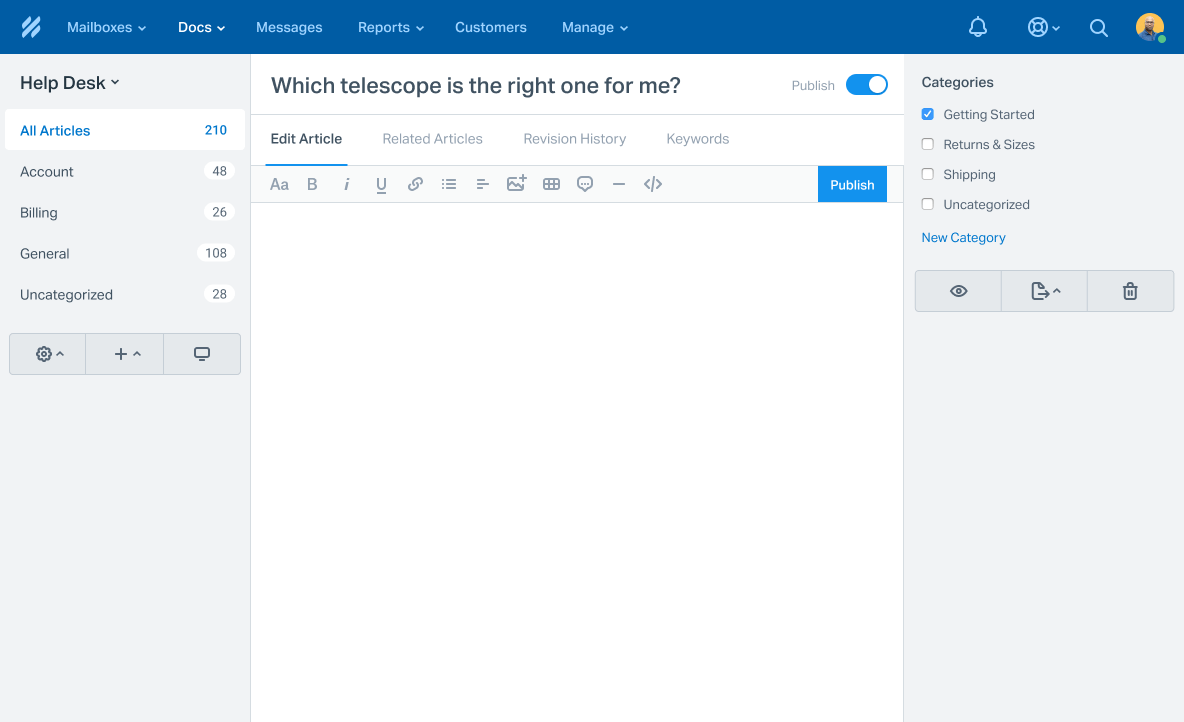 Mailboxes Docs Messages Reports Customers Manage
Help Desk
All Articles 210
Account 48
Billing 26
General 108
Uncategorized 28
Which telescope is the right one for me?
Publish
Edit Article Related Articles Revision History Keywords
Aa B i U
Publish
Categories
Getting Started
Returns & Sizes
Shipping
Uncategorized
New Category